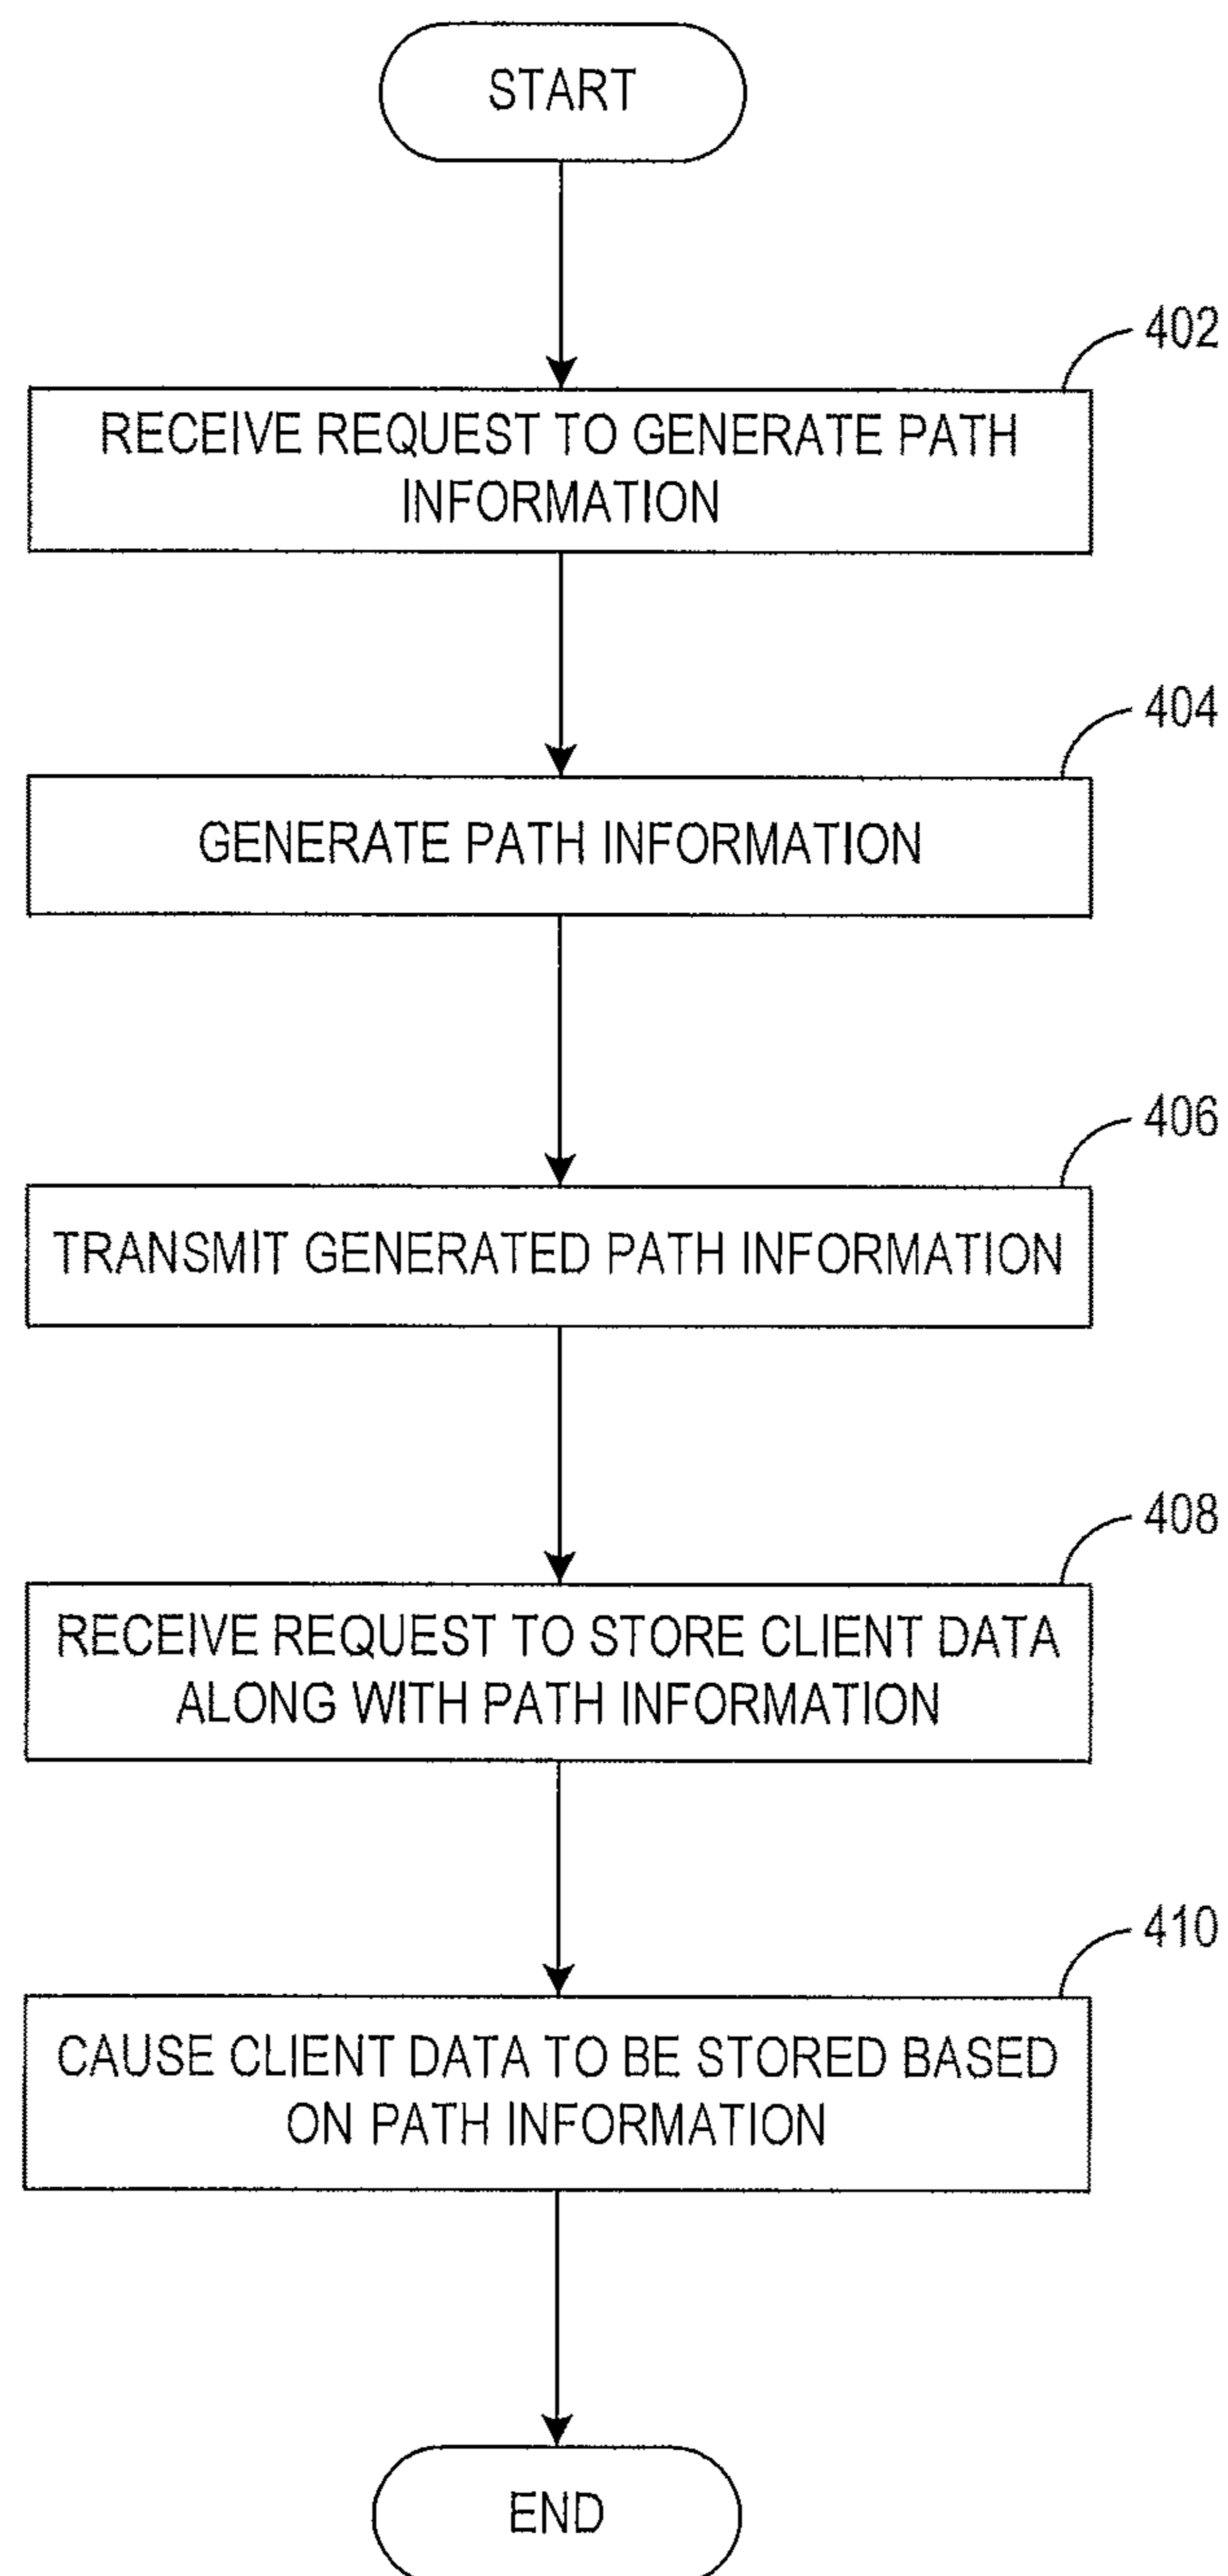 START
402
RECEIVE REQUEST TO GENERATE PATH
INFORMATION
404
GENERATE PATH INFORMATION
406
TRANSMIT GENERATED PATH INFORMATION
408
RECEIVE REQUEST TO STORE CLIENT DATA
ALONG WITH PATH INFORMATION
410
CAUSE CLIENT DATA TO BE STORED BASED
ON PATH INFORMATION
END